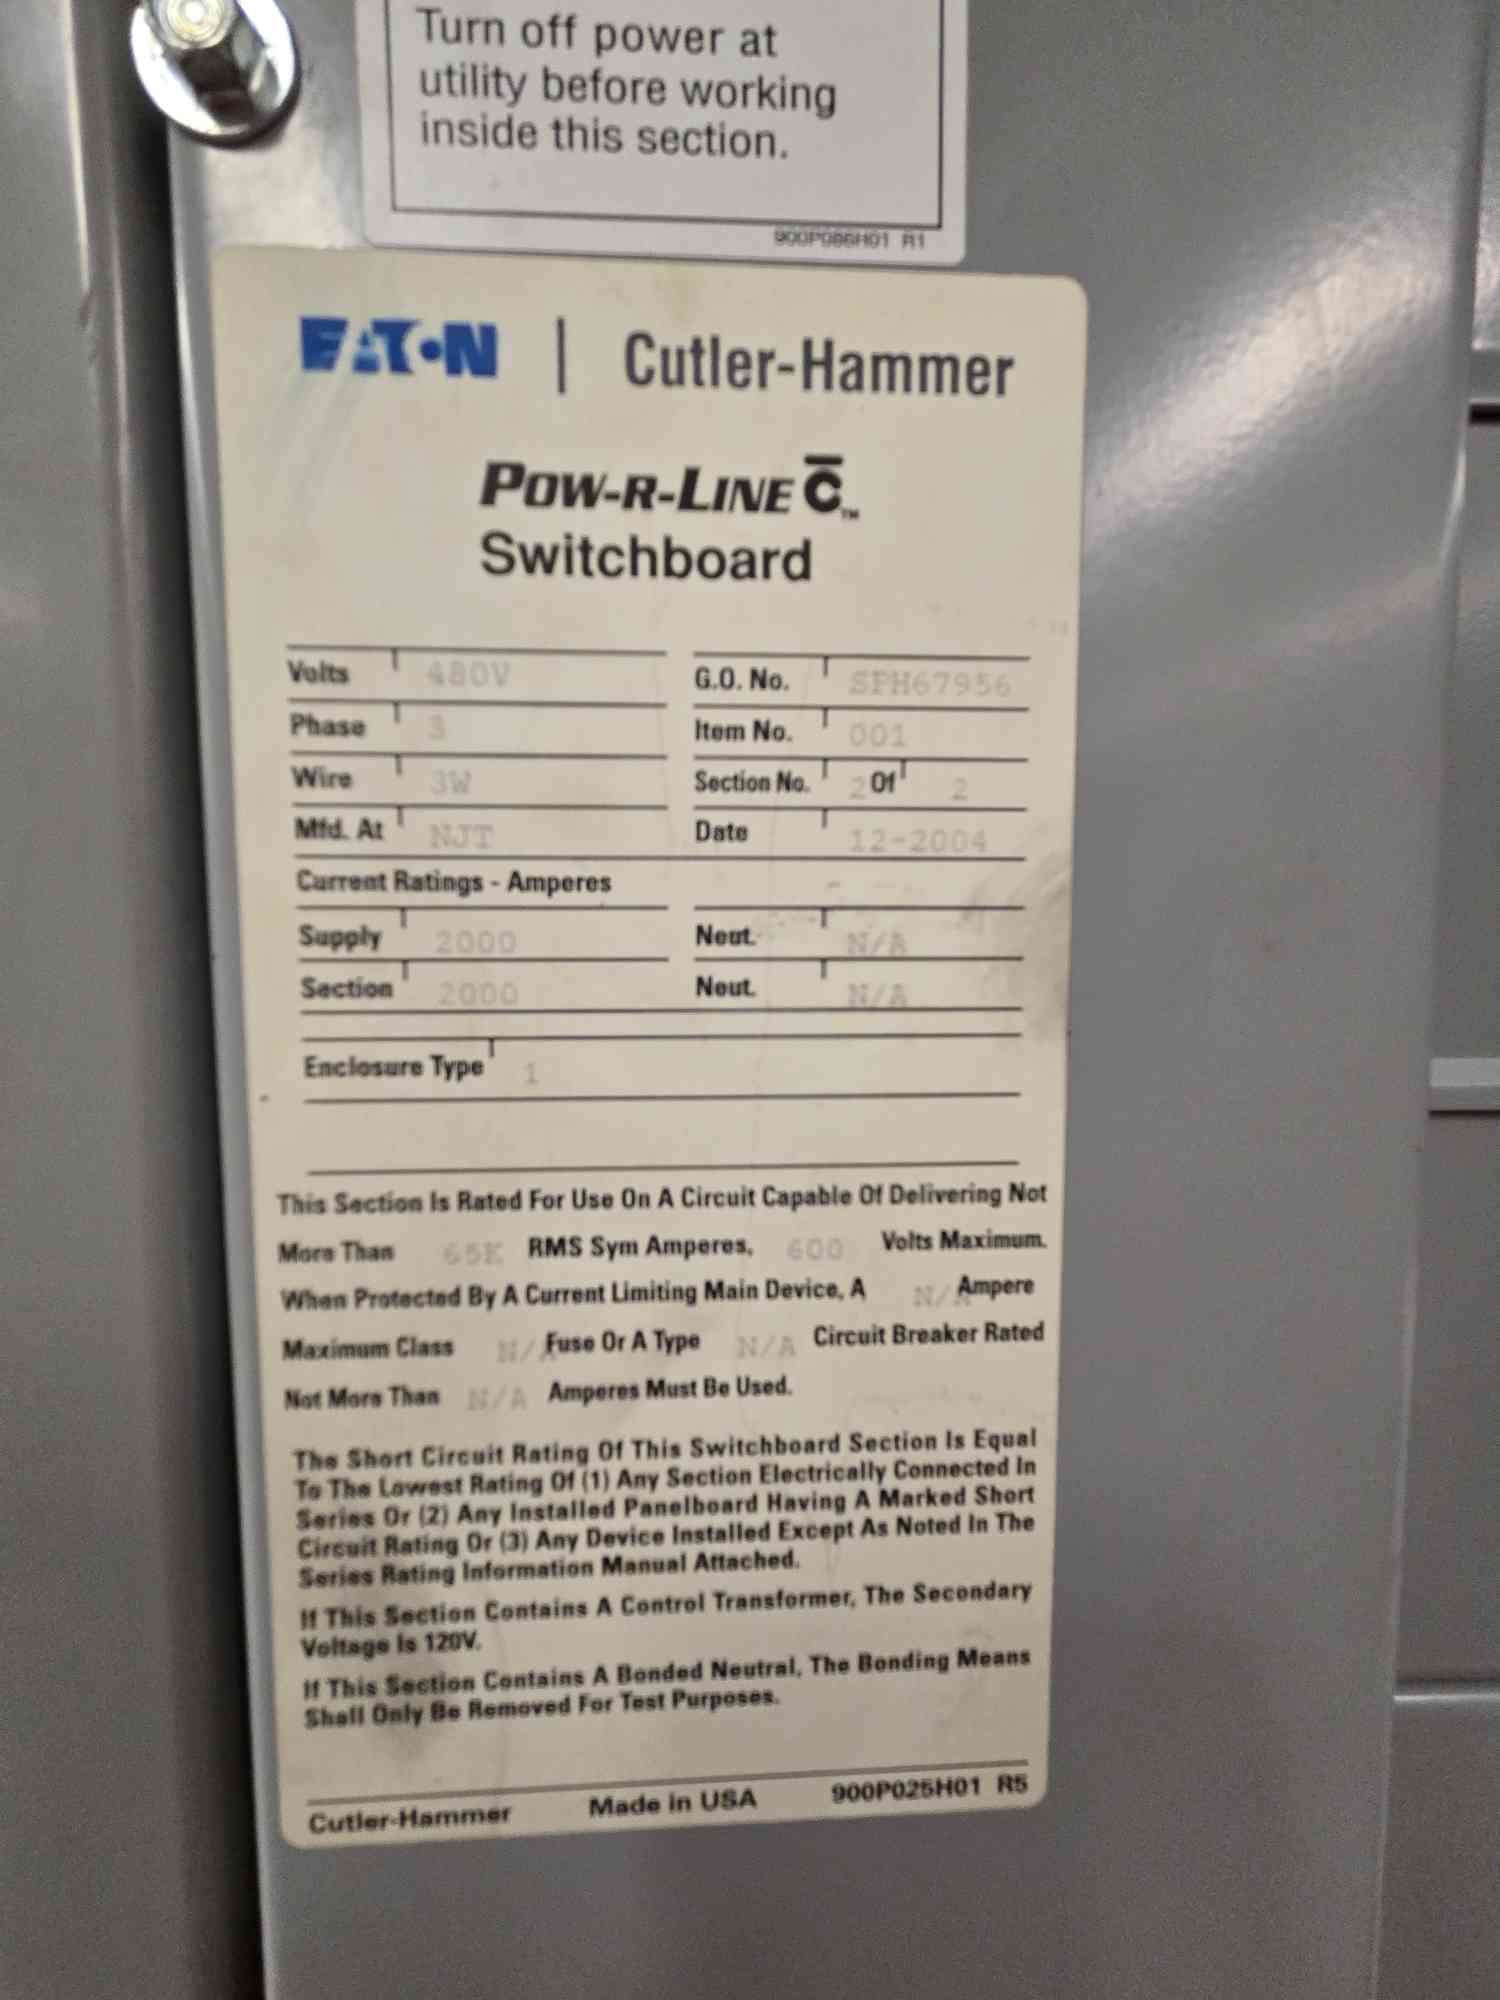 Turn off power at
utility before working
inside this section.
900P086H01 R1
EATON | Cutler-Hammer
POW-R-LINE C̅™
Switchboard
Volts 480V G.O. No. SPH67956
Phase 3 Item No. 001
Wire 3W Section No. 2 Of 2
Mfd. At NJT Date 12-2004
Current Ratings - Amperes
Supply 2000 Neut. N/A
Section 2000 Neut. N/A
Enclosure Type 1
This Section Is Rated For Use On A Circuit Capable Of Delivering Not
More Than 65K RMS Sym Amperes, 600 Volts Maximum.
When Protected By A Current Limiting Main Device, A N/A Ampere
Maximum Class N/A Fuse Or A Type N/A Circuit Breaker Rated
Not More Than N/A Amperes Must Be Used.
The Short Circuit Rating Of This Switchboard Section Is Equal
To The Lowest Rating Of (1) Any Section Electrically Connected In
Series Or (2) Any Installed Panelboard Having A Marked Short
Circuit Rating Or (3) Any Device Installed Except As Noted In The
Series Rating Information Manual Attached.
If This Section Contains A Control Transformer, The Secondary
Voltage Is 120V.
If This Section Contains A Bonded Neutral, The Bonding Means
Shall Only Be Removed For Test Purposes.
Cutler-Hammer Made in USA 900P025H01 R5